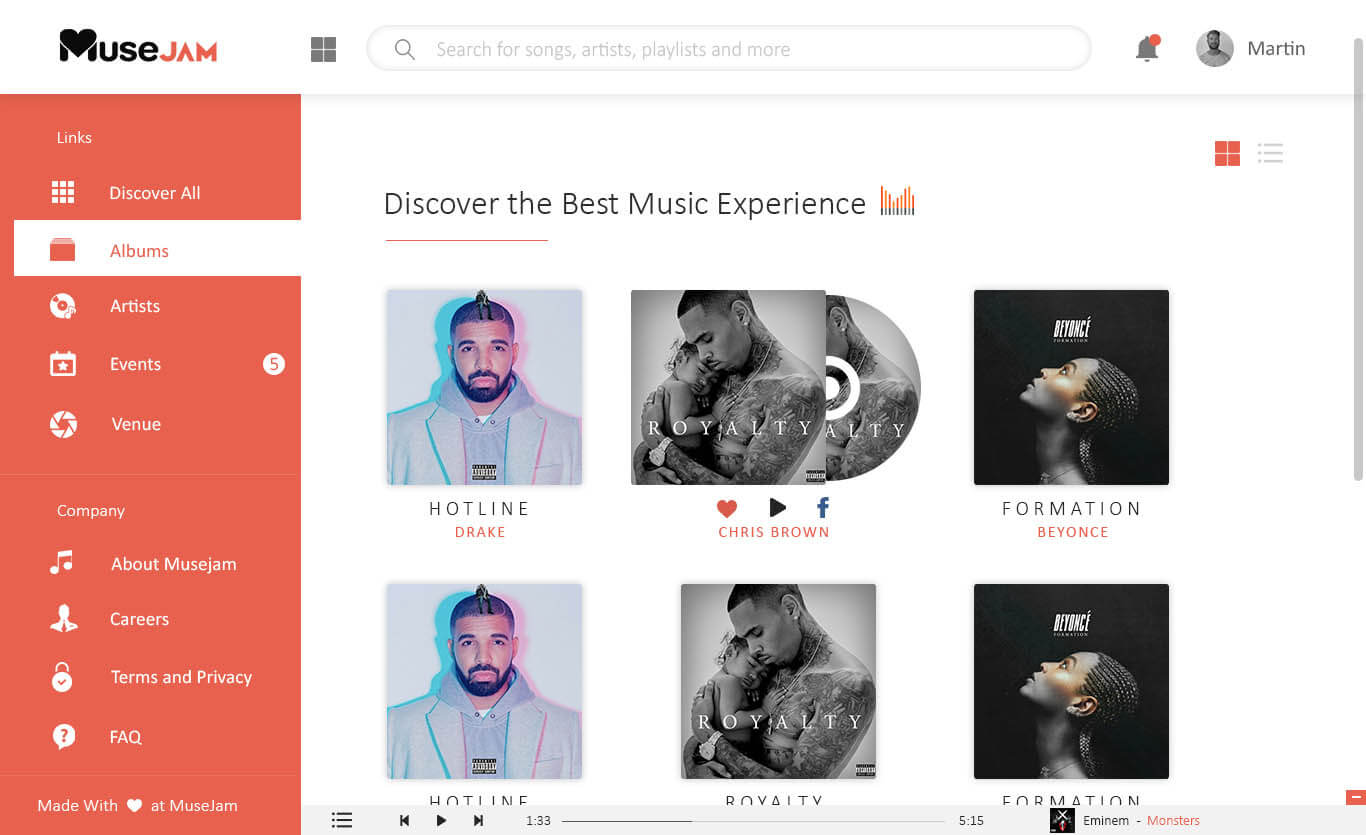 MuseJAM
Search for songs, artists, playlists and more
Martin
Links
Discover All
Albums
Artists
Events 5
Venue
Company
About Musejam
Careers
Terms and Privacy
FAQ
Made With at MuseJam
Discover the Best Music Experience
ROYALTY
ALTY
BEYONCÉ
FORMATION
HOTLINE
DRAKE
CHRIS BROWN
FORMATION
BEYONCE
ROYALTY
BEYONCÉ
FORMATION
HOTLINE
ROYALTY
FORMATION
1:33
5:15
Eminem - Monsters